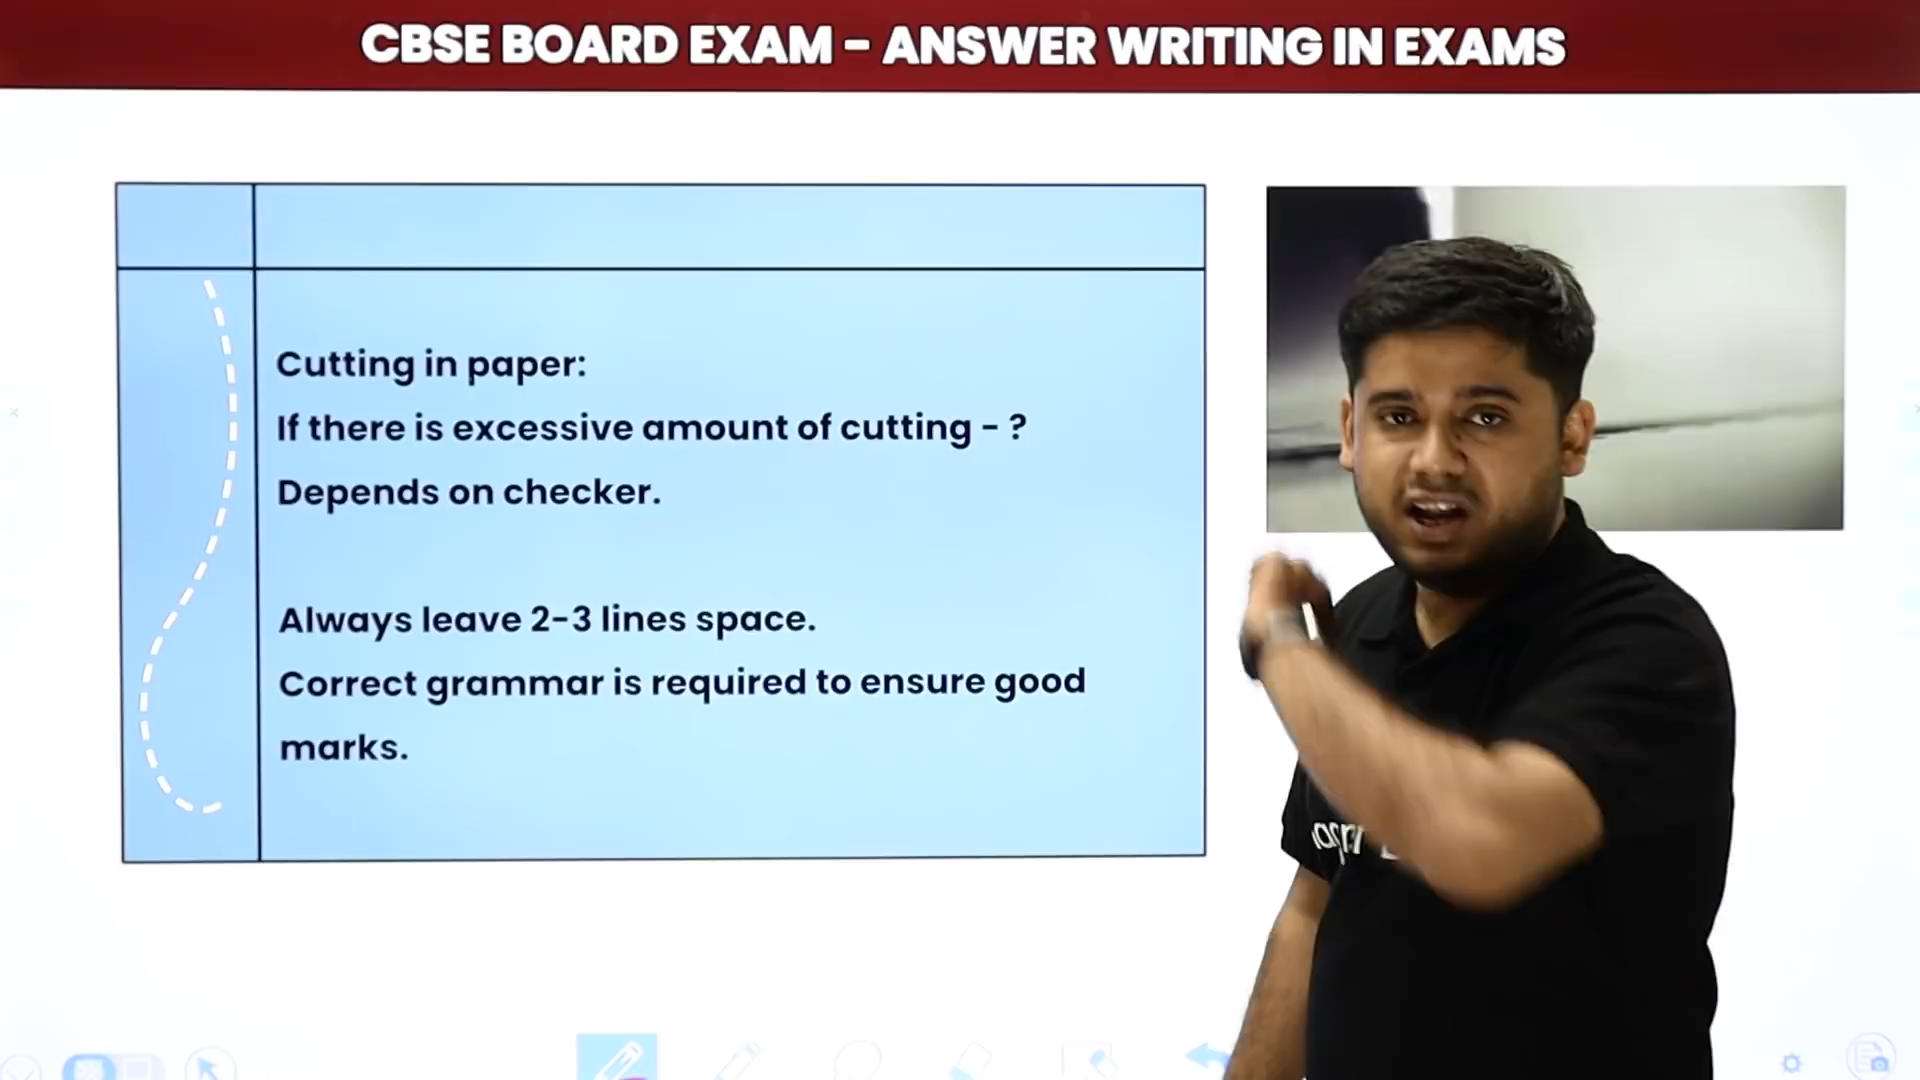 CBSE BOARD EXAM - ANSWER WRITING IN EXAMS
Cutting in paper:
If there is excessive amount of cutting - ?
Depends on checker.
Always leave 2-3 lines space.
Correct grammar is required to ensure good
marks.